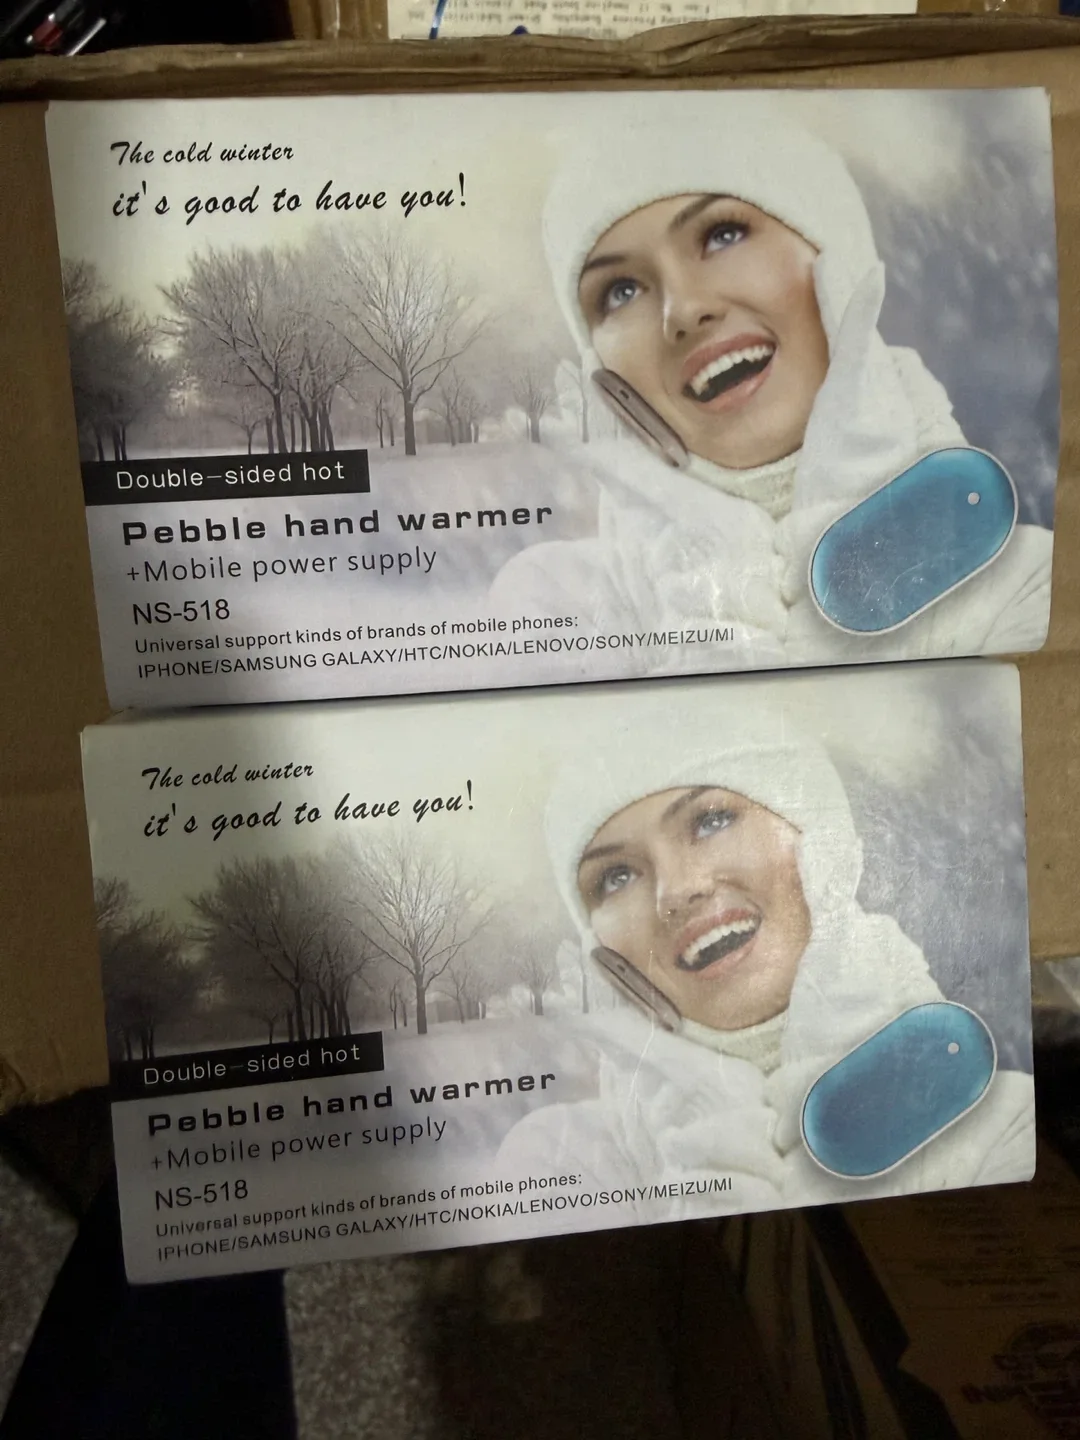 The cold winter
it's good to have you!
Double-sided hot
Pebble hand warmer
+Mobile power supply
NS-518
Universal support kinds of brands of mobile phones:
IPHONE/SAMSUNG GALAXY/HTC/NOKIA/LENOVO/SONY/MEIZU/MI
The cold winter
it's good to have you!
Double-sided hot
Pebble hand warmer
+Mobile power supply
NS-518
Universal support kinds of brands of mobile phones:
IPHONE/SAMSUNG GALAXY/HTC/NOKIA/LENOVO/SONY/MEIZU/MI